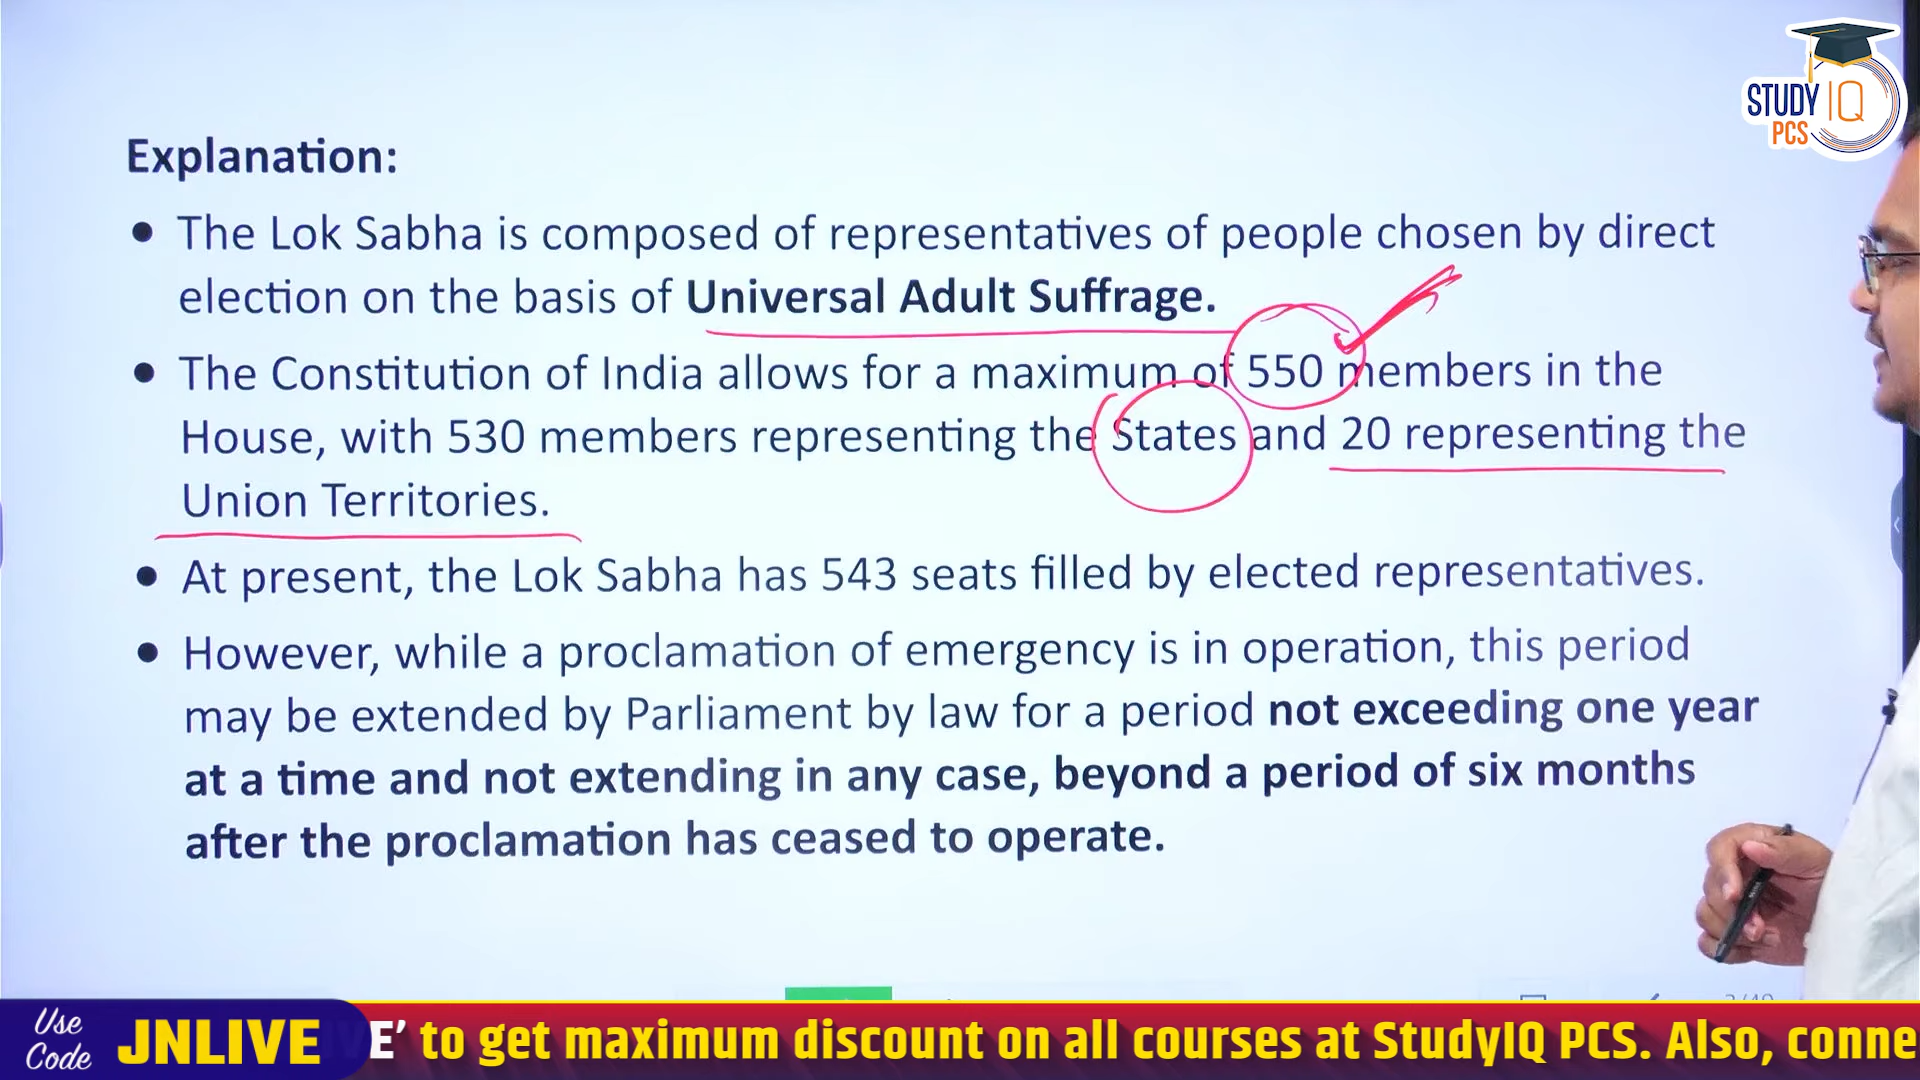 STUDY IQ
PCS
Explanation:
• The Lok Sabha is composed of representatives of people chosen by direct
election on the basis of Universal Adult Suffrage.
• The Constitution of India allows for a maximum of 550 members in the
House, with 530 members representing the States and 20 representing the
Union Territories.
• At present, the Lok Sabha has 543 seats filled by elected representatives.
• However, while a proclamation of emergency is in operation, this period
may be extended by Parliament by law for a period not exceeding one year
at a time and not extending in any case, beyond a period of six months
after the proclamation has ceased to operate.
Use
Code
JNLIVE
E’ to get maximum discount on all courses at StudyIQ PCS. Also, conne